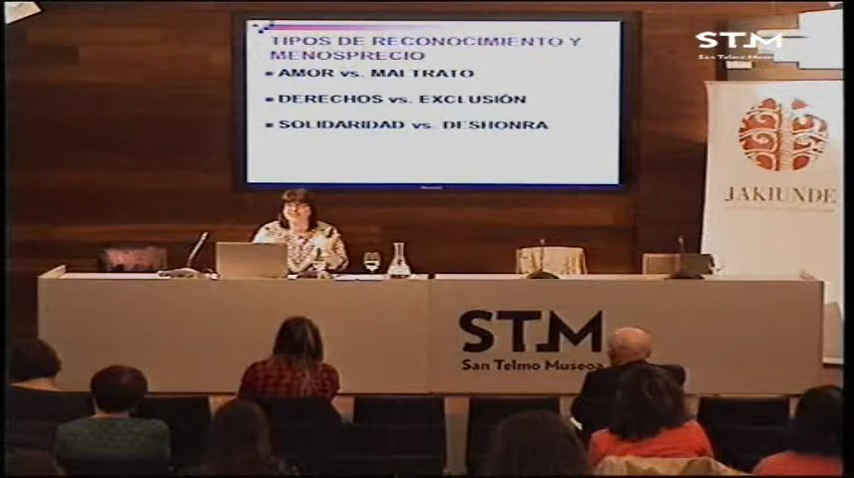 TIPOS DE RECONOCIMIENTO Y
MENOSPRECIO
AMOR vs. MALTRATO
DERECHOS vs. EXCLUSIÓN
SOLIDARIDAD vs. DESHONRA
STM
San Telmo Museoa
JAKIUNDE
STM
San Telmo Museoa